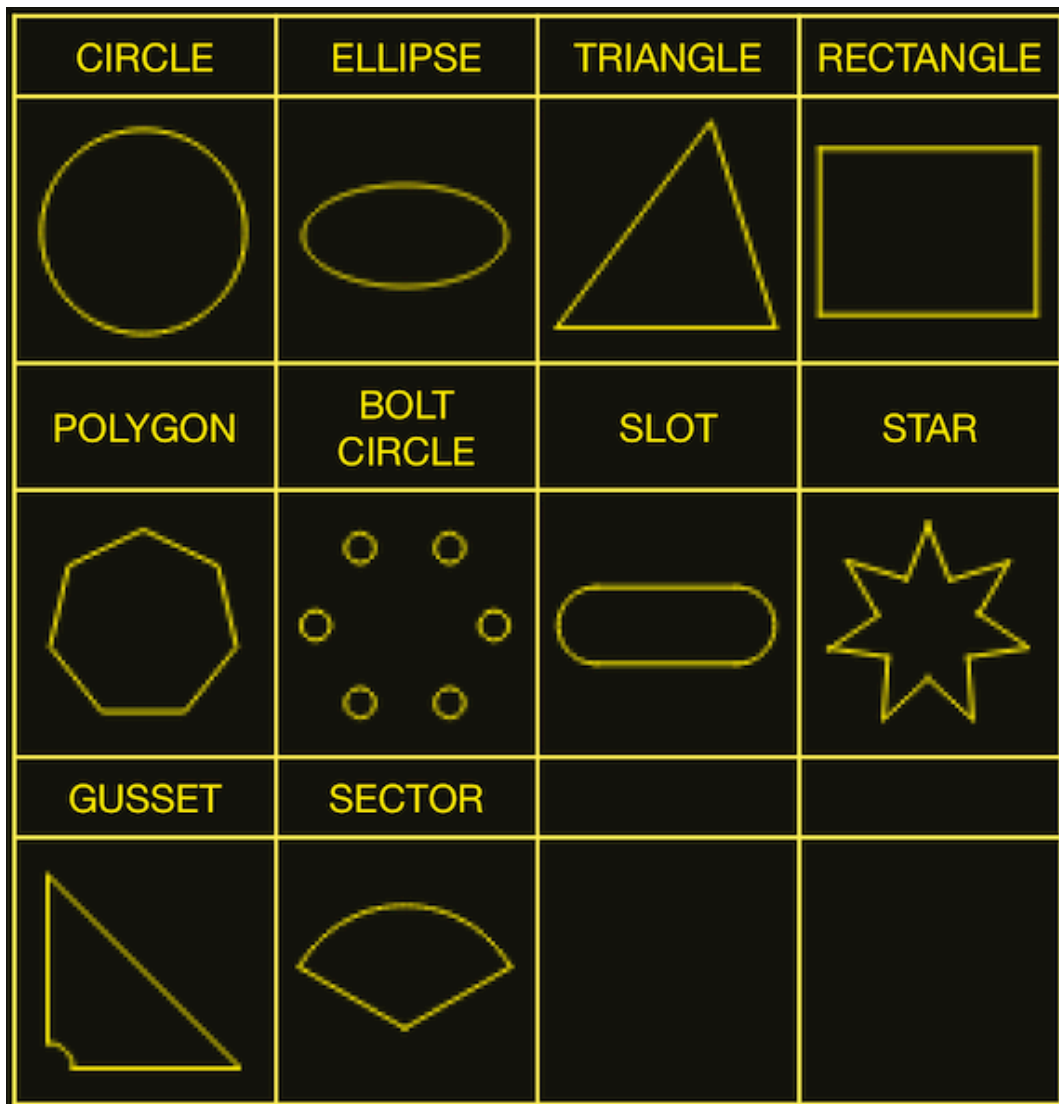 CIRCLE
ELLIPSE
TRIANGLE
RECTANGLE
POLYGON
BOLT
CIRCLE
SLOT
STAR
GUSSET
SECTOR